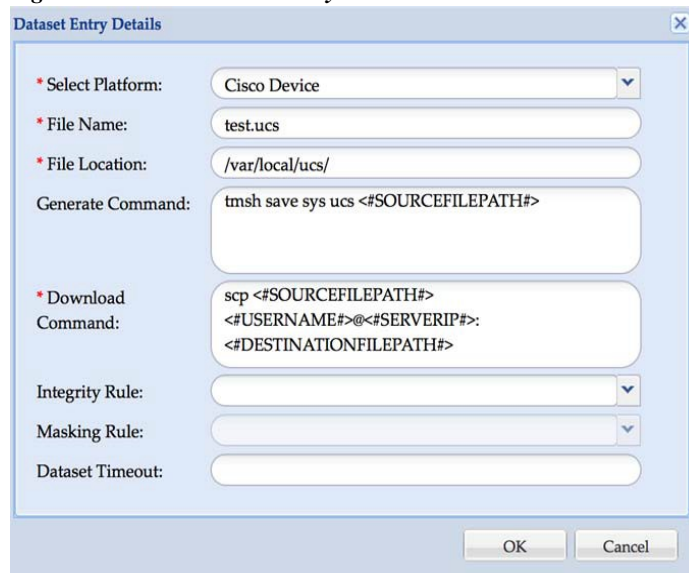 Dataset Entry Details
* Select Platform: Cisco Device
* File Name: test.ucs
* File Location: /var/local/ucs/
Generate Command: tmsh save sys ucs <#SOURCEFILEPATH#>
* Download Command: scp <#SOURCEFILEPATH#>
<#USERNAME#>@<#SERVERIP#>:
<#DESTINATIONFILEPATH#>
Integrity Rule:
Masking Rule:
Dataset Timeout:
OK Cancel